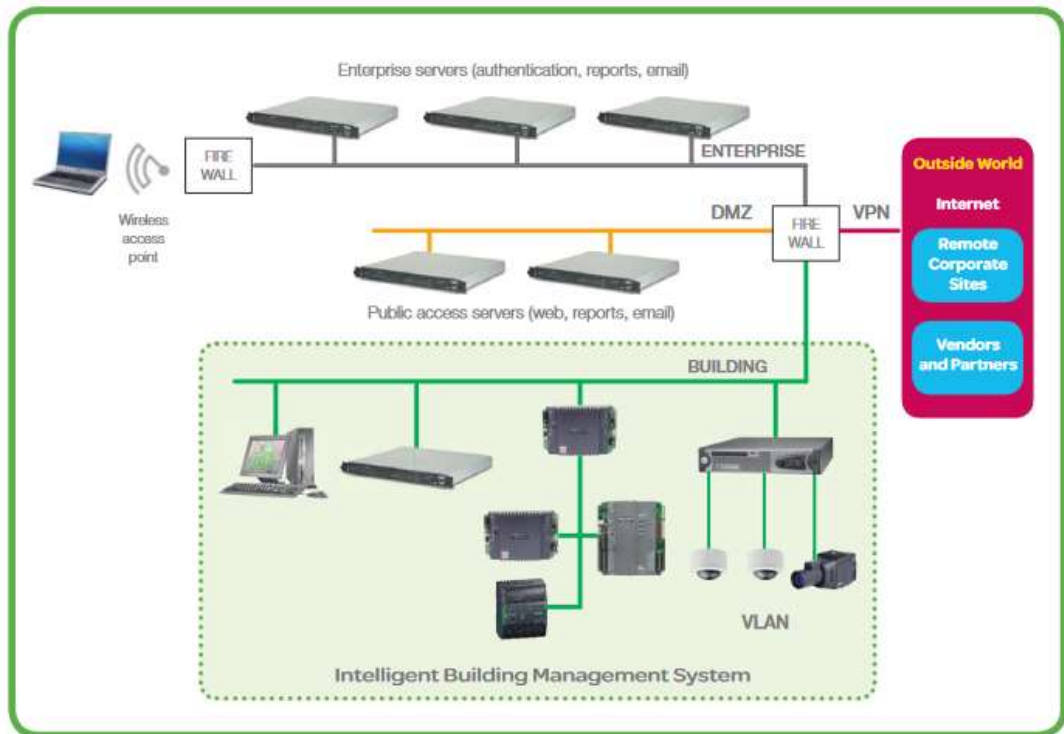 Enterprise servers (authentication, reports, email)
FIRE
WALL
ENTERPRISE
Wireless
access
point
DMZ
FIRE
WALL
VPN
Outside World
Internet
Remote
Corporate
Sites
Vendors
and Partners
Public access servers (web, reports, email)
BUILDING
VLAN
Intelligent Building Management System